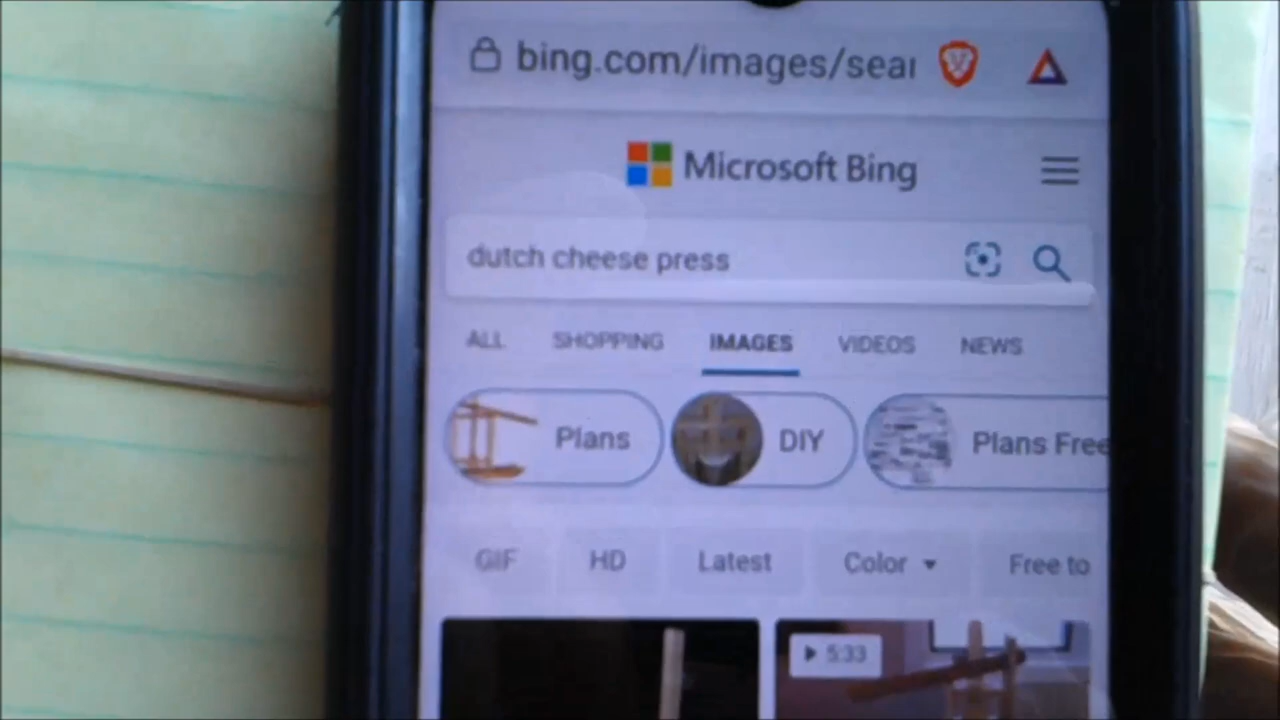 bing.com/images/sear
Microsoft Bing
dutch cheese press
ALL SHOPPING IMAGES VIDEOS NEWS
Plans DIY Plans Free
GIF HD Latest Color Free to
5:33